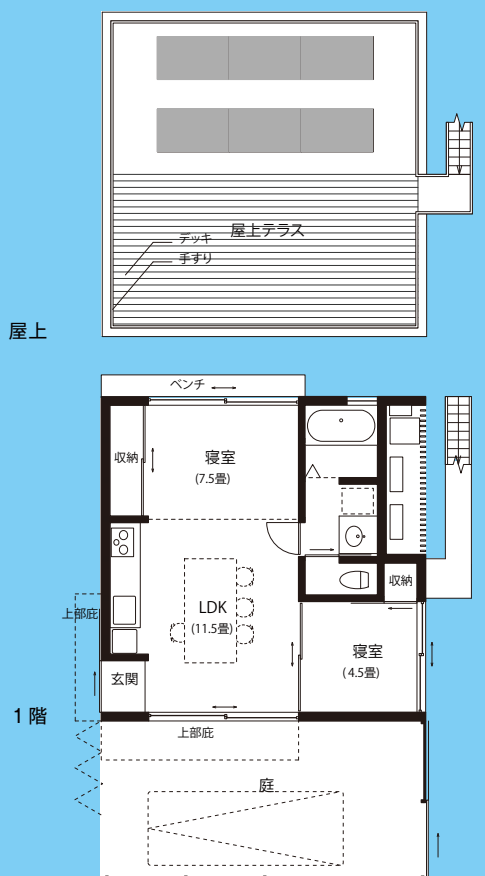 デッキ
屋上テラス
手すり
屋上
ベンチ
収納
寝室
(7.5畳)
LDK
(11.5畳)
収納
上部庇
寝室
(4.5畳)
玄関
1階
上部庇
庭